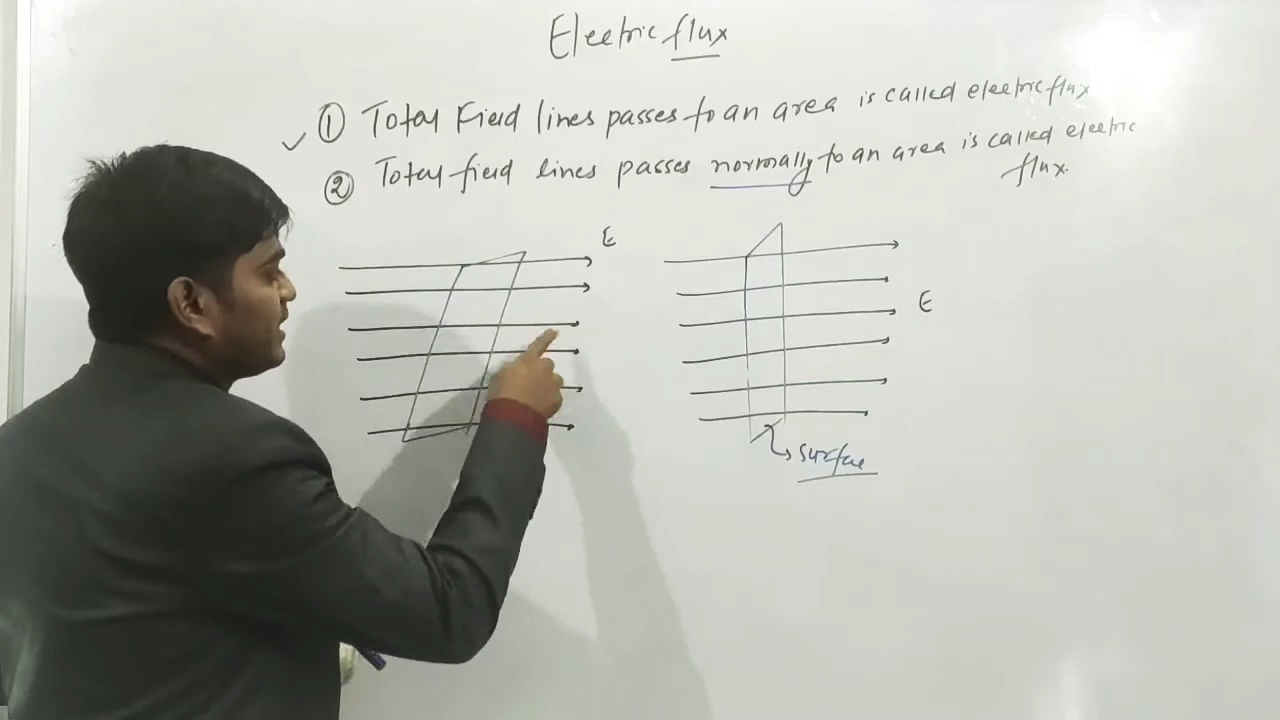 Electric flux
① Total Field lines passes to an area is called electric flux
② Total field lines passes normally to an area is called electric
flux.
E
E
surface